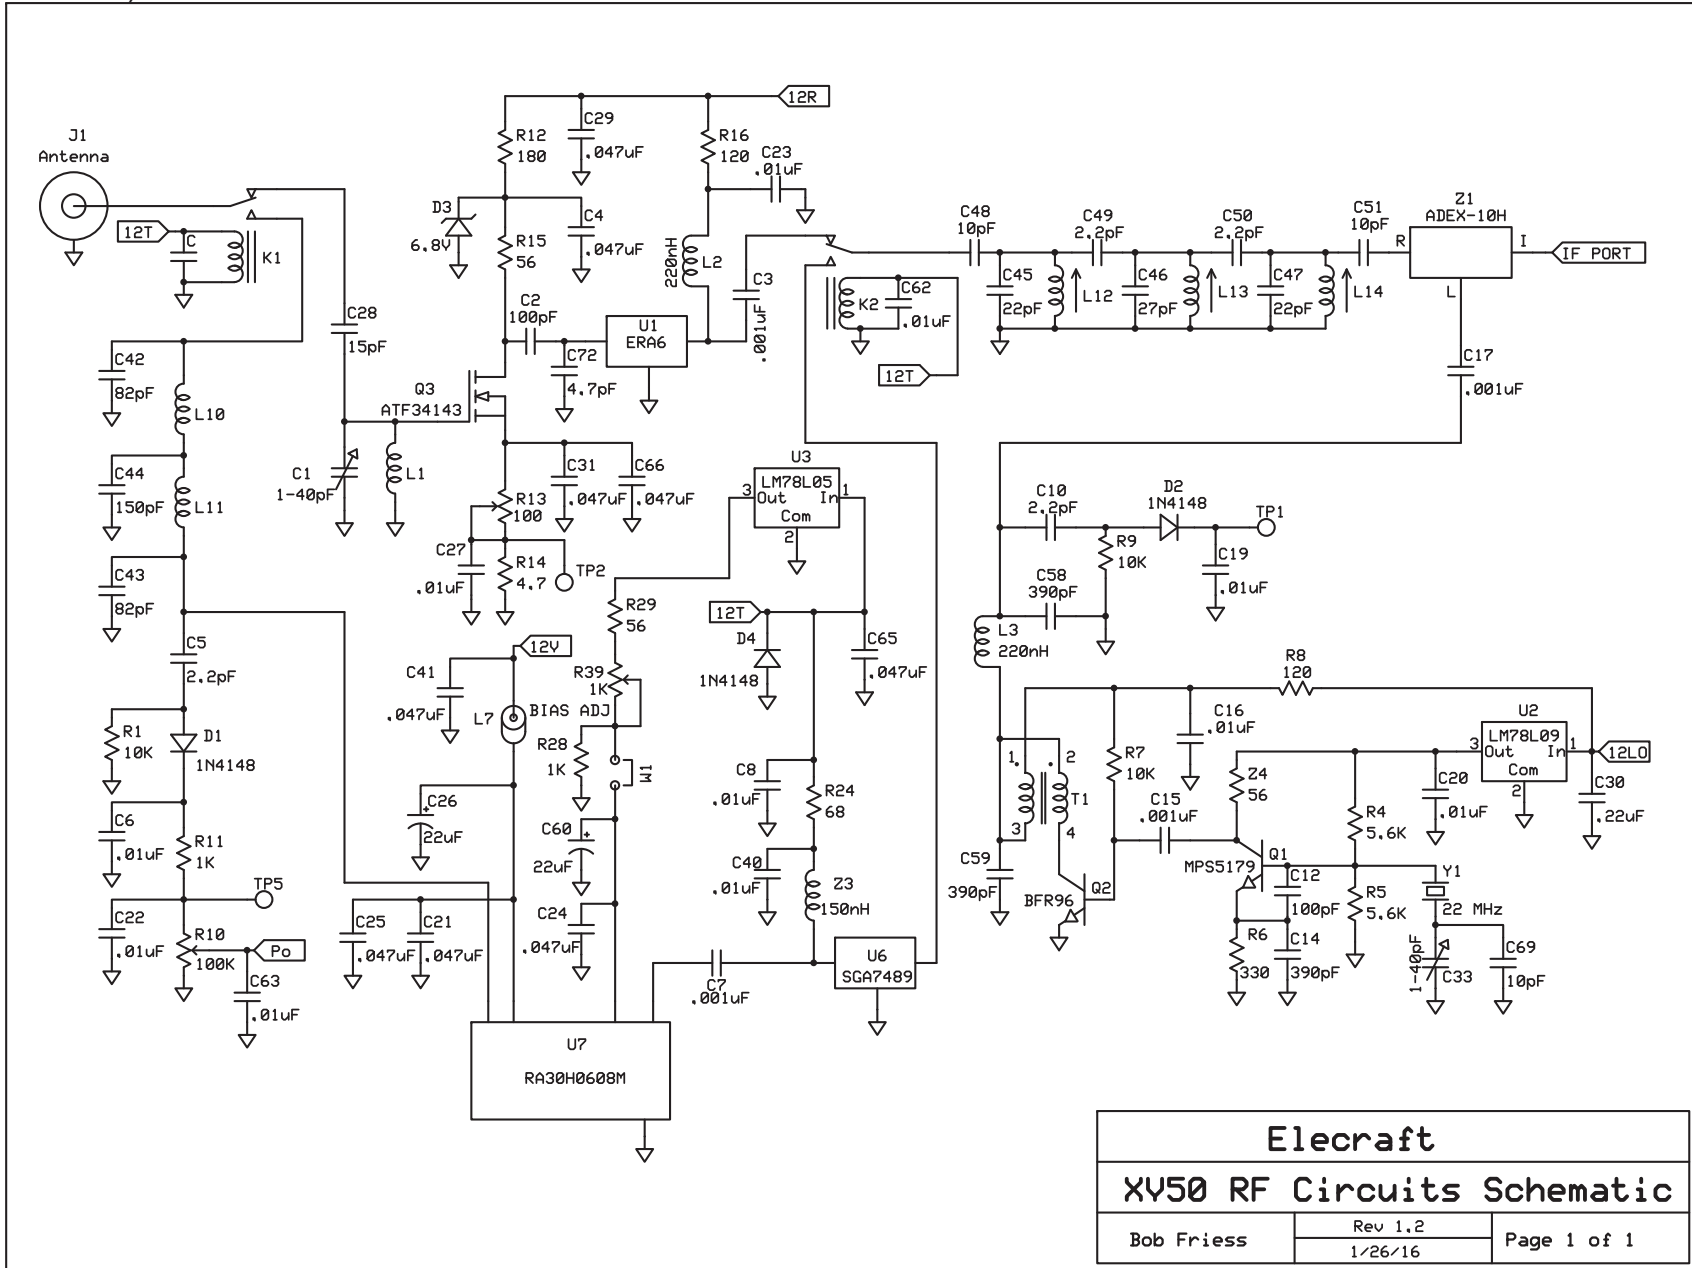 J1
Antenna
12T
C
K1
C28
15pF
C42
82pF
L10
C44
150pF
L11
C43
82pF
C1
1-40pF
L1
C5
2.2pF
R1
10K
D1
1N4148
C6
.01uF
R11
1K
TP5
C22
.01uF
R10
100K
Po
C63
.01uF
12R
R12
180
C29
.047uF
R16
120
C23
.01uF
D3
6.8V
R15
56
C4
.047uF
220nH
L2
C3
.001uF
C2
100pF
U1
ERA6
C72
4.7pF
Q3
ATF34143
C31
.047uF
C66
.047uF
R13
100
C27
.01uF
R14
4.7
TP2
K2
C62
.01uF
12T
U3
LM78L05
3
Out
In
1
Com
2
R29
56
12T
D4
1N4148
C65
.047uF
12V
C41
.047uF
L7
BIAS ADJ
R39
1K
R28
1K
W1
C26
+
22uF
C60
+
22uF
C8
.01uF
R24
68
C40
.01uF
Z3
150nH
C25
.047uF
C21
.047uF
C24
.047uF
C7
.001uF
U6
SGA7489
U7
RA30H0608M
C48
10pF
C49
2.2pF
C50
2.2pF
C51
10pF
Z1
ADEX-10H
R
I
L
IF PORT
C45
22pF
L12
C46
27pF
L13
C47
22pF
L14
C17
.001uF
C10
2.2pF
D2
1N4148
TP1
R9
10K
C19
.01uF
C58
390pF
L3
220nH
R8
120
C16
.01uF
R7
10K
1
2
3
4
T1
C59
390pF
BFR96
Q2
C15
.001uF
Z4
56
MPS5179
Q1
R6
330
C12
100pF
C14
390pF
R4
5.6K
R5
5.6K
C20
.01uF
U2
LM78L09
3
Out
In
1
Com
2
12LO
C30
.22uF
Y1
22 MHz
1-40pF
C33
C69
10pF
Elecraft
XV50 RF Circuits Schematic
Bob Friess
Rev 1.2
1/26/16
Page 1 of 1